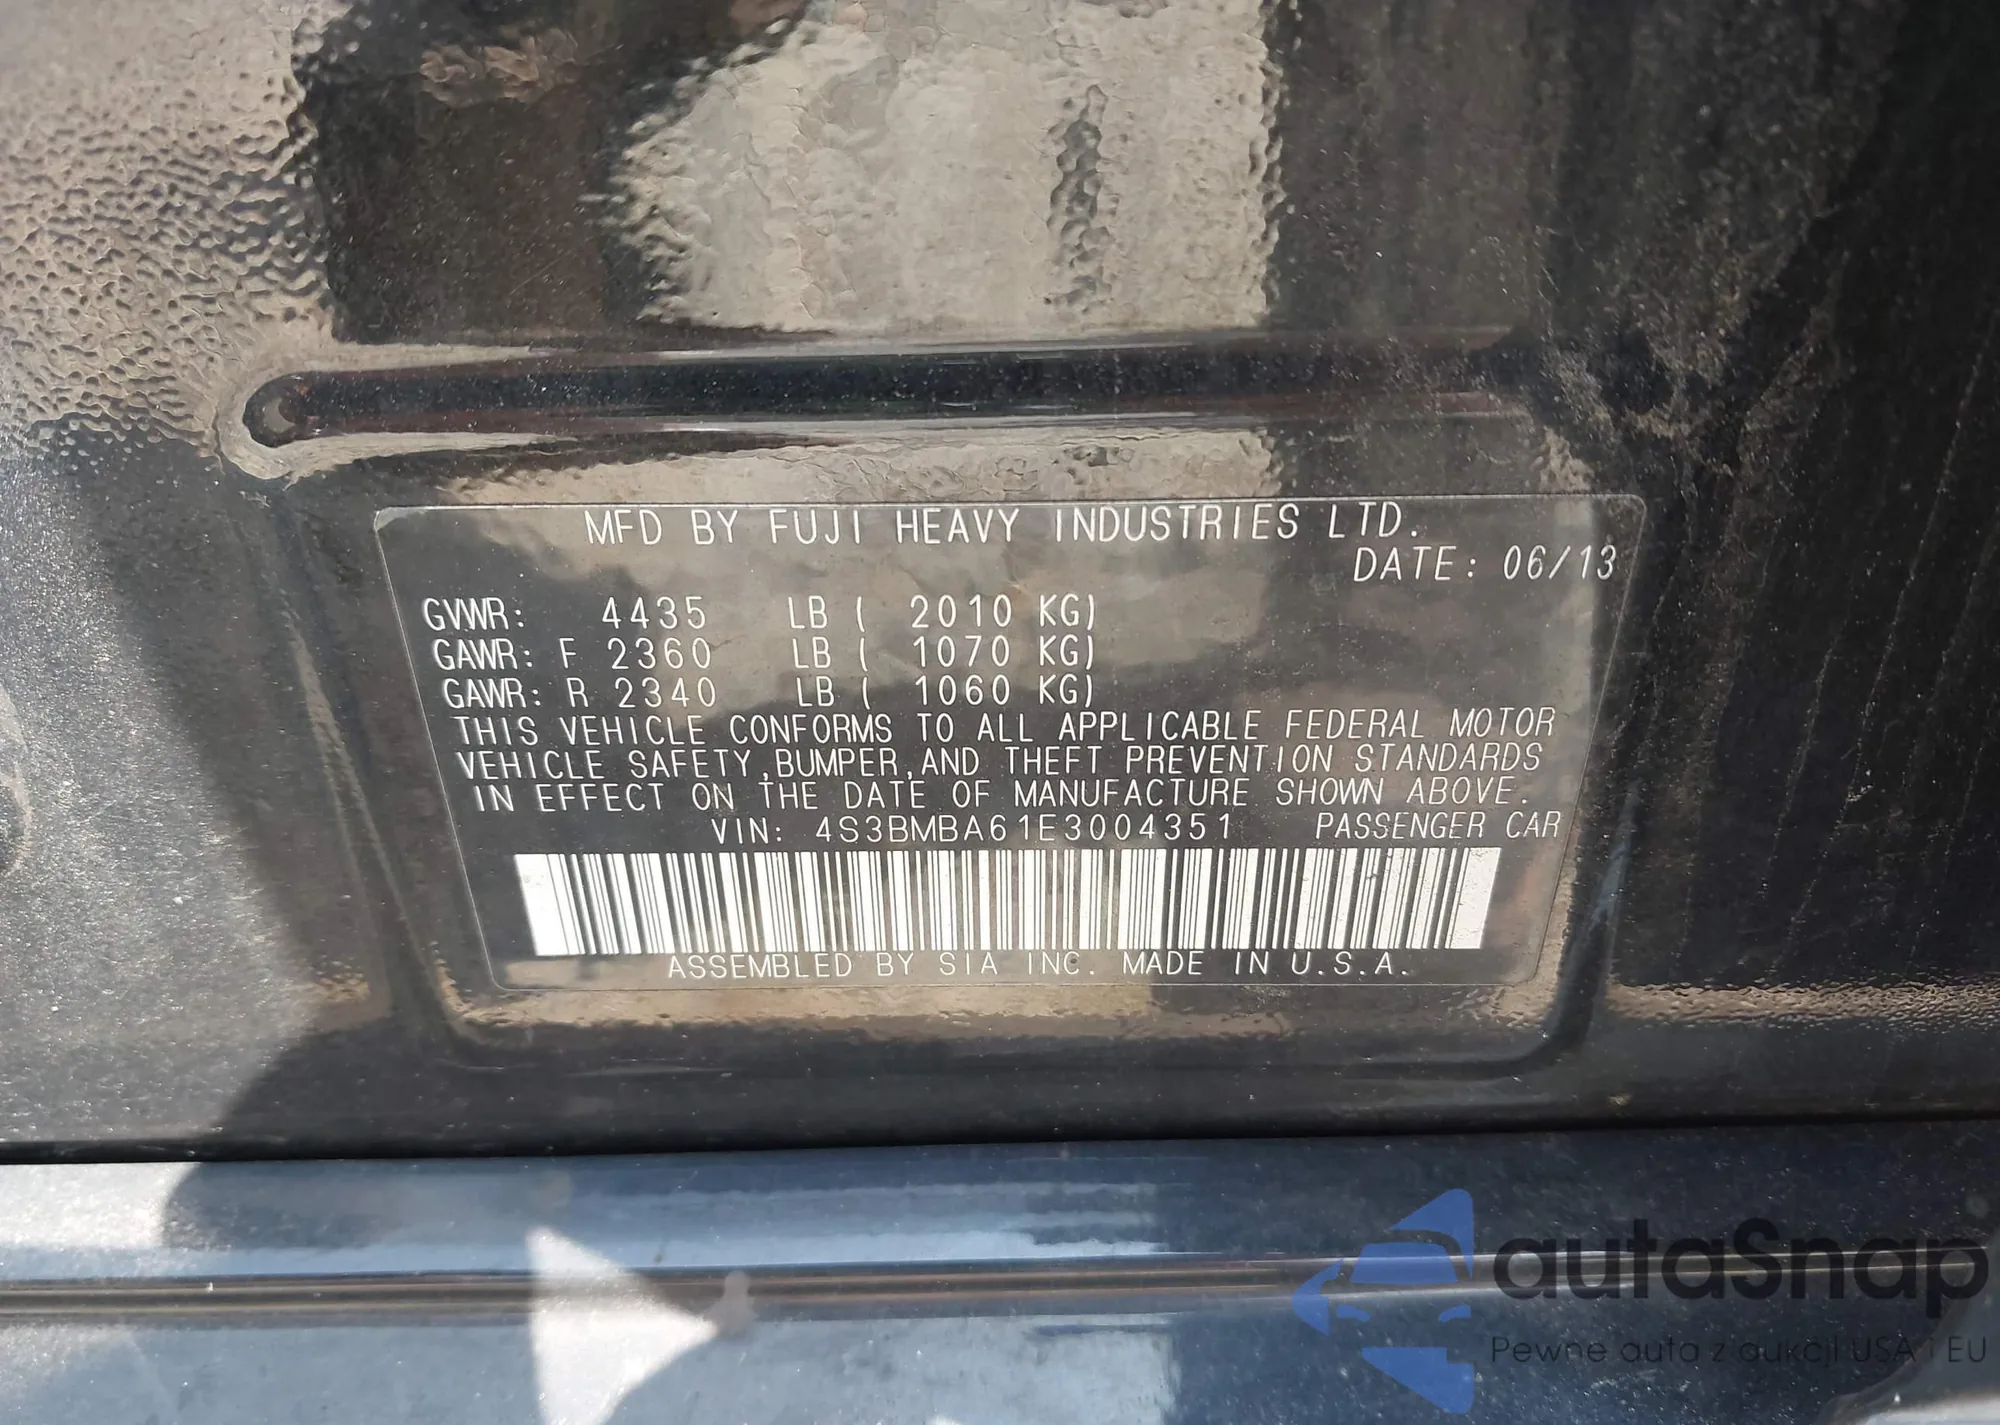 MFD BY FUJI HEAVY INDUSTRIES LTD.
DATE: 06/13
GVWR: 4435 LB ( 2010 KG)
GAWR: F 2360 LB ( 1070 KG)
GAWR: R 2340 LB ( 1060 KG)
THIS VEHICLE CONFORMS TO ALL APPLICABLE FEDERAL MOTOR
VEHICLE SAFETY,BUMPER,AND THEFT PREVENTION STANDARDS
IN EFFECT ON THE DATE OF MANUFACTURE SHOWN ABOVE.
VIN: 4S3BMBA61E3004351 PASSENGER CAR
ASSEMBLED BY SIA INC. MADE IN U.S.A.
autaSnap
Pewne auta z aukcji USA i EU